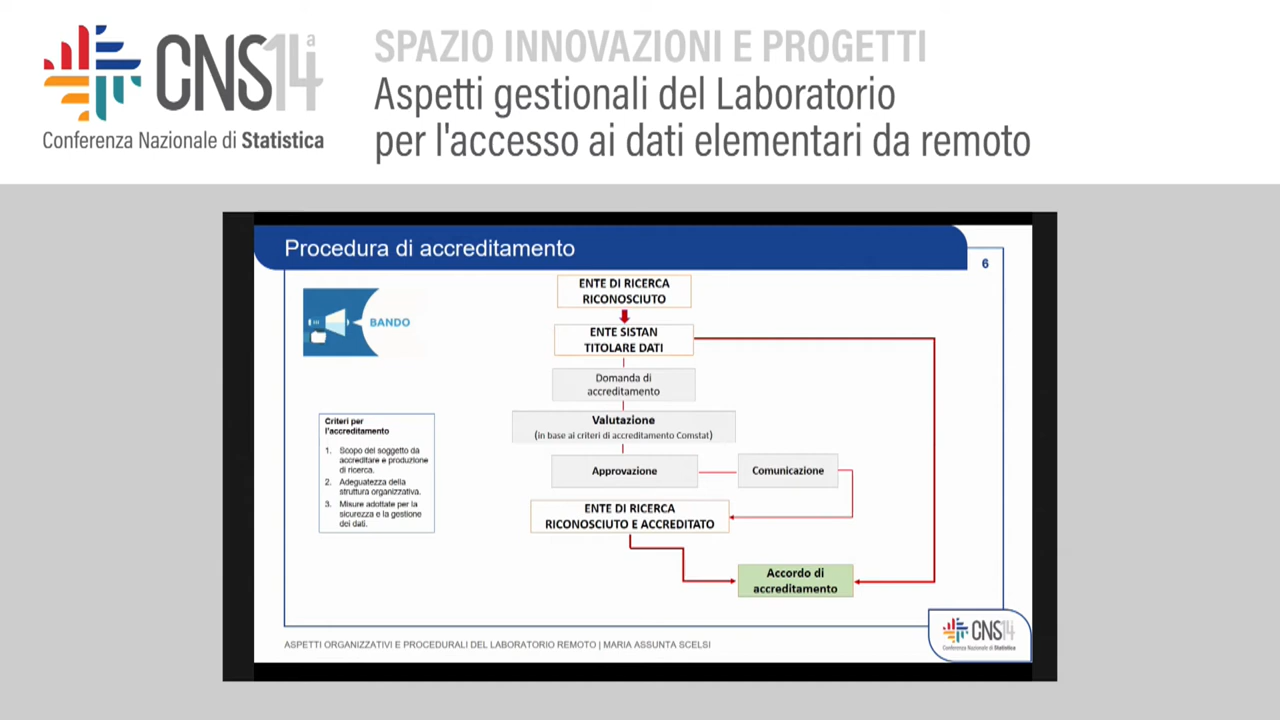 CNS14a
Conferenza Nazionale di Statistica
SPAZIO INNOVAZIONI E PROGETTI
Aspetti gestionali del Laboratorio
per l'accesso ai dati elementari da remoto
Procedura di accreditamento
6
BANDO
ENTE DI RICERCA
RICONOSCIUTO
ENTE SISTAN
TITOLARE DATI
Domanda di
accreditamento
Valutazione
(in base ai criteri di accreditamento Comstat)
Approvazione
Comunicazione
ENTE DI RICERCA
RICONOSCIUTO E ACCREDITATO
Accordo di
accreditamento
Criteri per
l'accreditamento
1. Scopo del soggetto da
accreditare e produzione
di ricerca.
2. Adeguatezza della
struttura organizzativa.
3. Misure adottate per la
sicurezza e la gestione
dei dati.
ASPETTI ORGANIZZATIVI E PROCEDURALI DEL LABORATORIO REMOTO | MARIA ASSUNTA SCELSI
CNS14
Conferenza Nazionale di Statistica